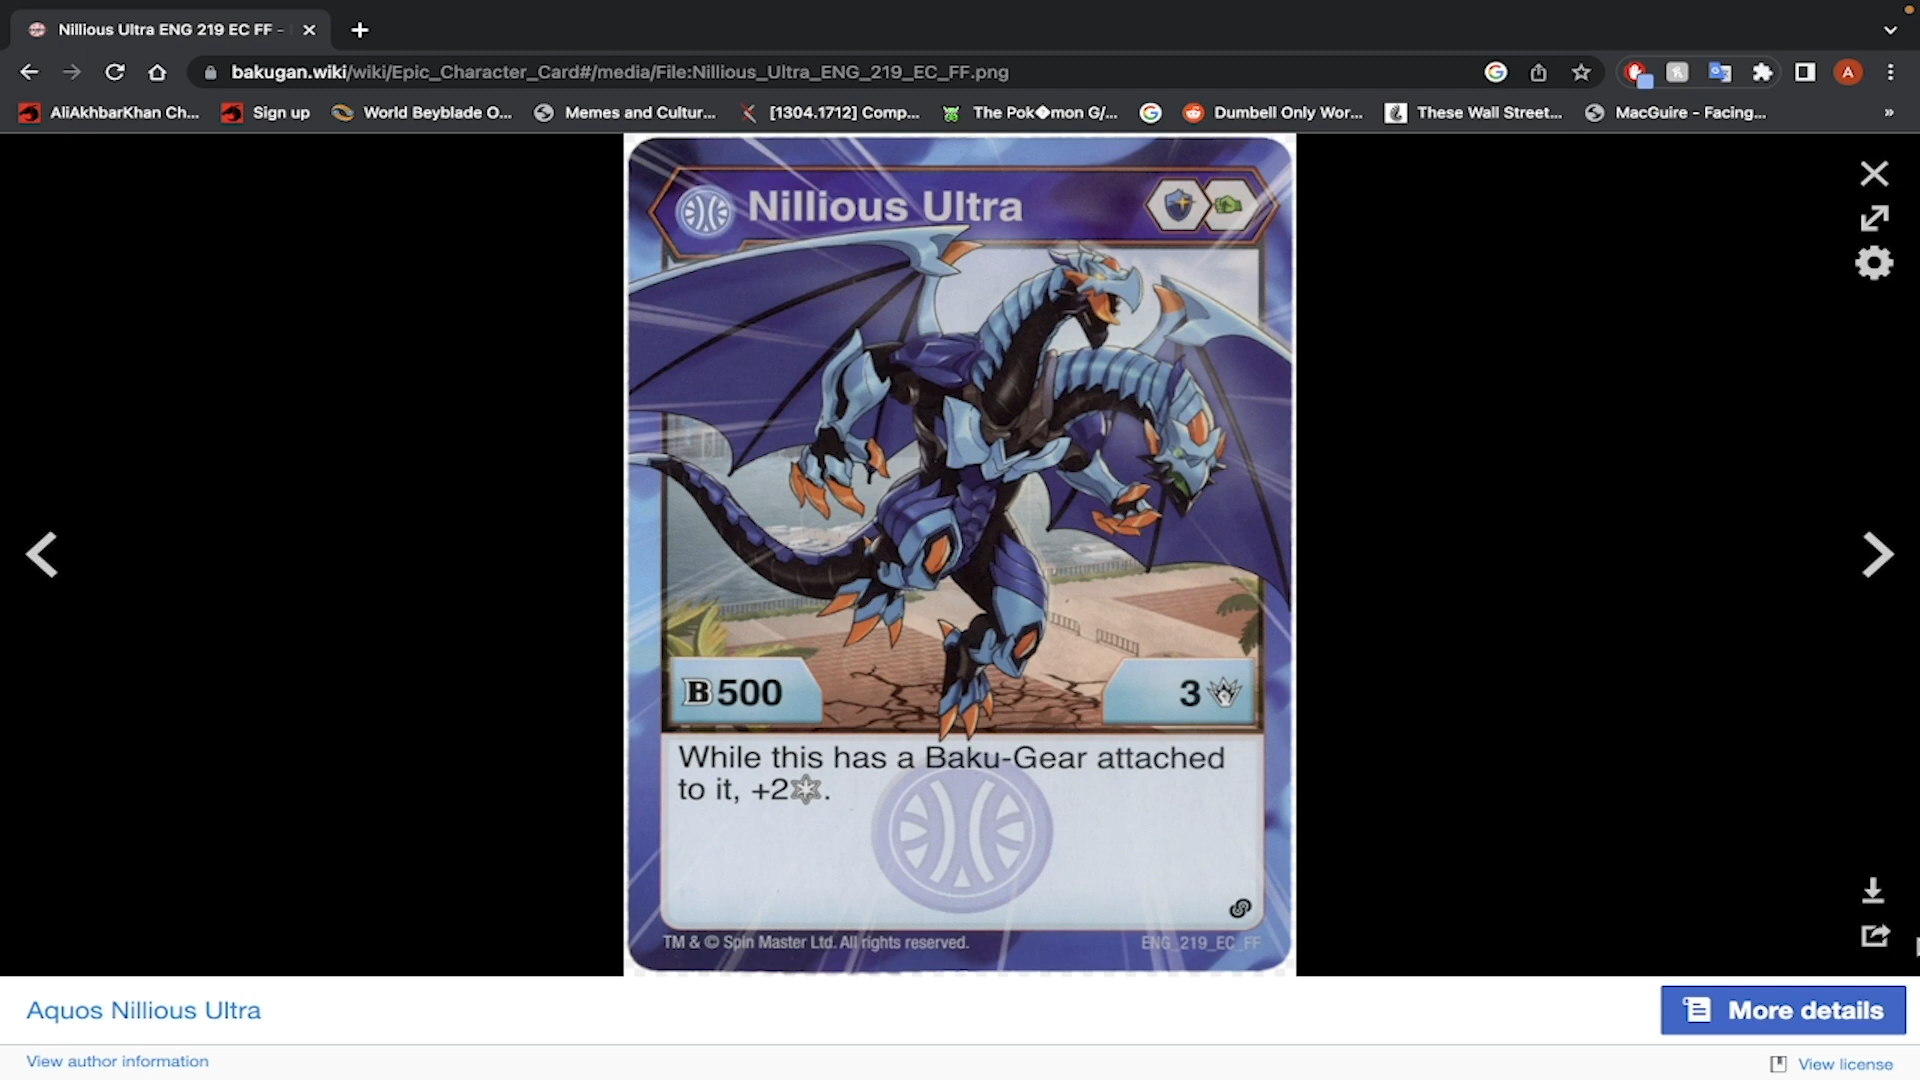 Nillious Ultra ENG 219 EC FF -
bakugan.wiki/wiki/Epic_Character_Card#/media/File:Nillious_Ultra_ENG_219_EC_FF.png
A
AliAkhbarKhan Ch...
Sign up
World Beyblade O...
Memes and Cultur...
[1304.1712] Comp...
The Pok�mon G/...
Dumbell Only Wor...
These Wall Street...
MacGuire - Facing...
»
Nillious Ultra
B 500
3
While this has a Baku-Gear attached
to it, +2.
TM & © Spin Master Ltd. All rights reserved.
ENG_219_EC_FF
Aquos Nillious Ultra
More details
View author information
View license